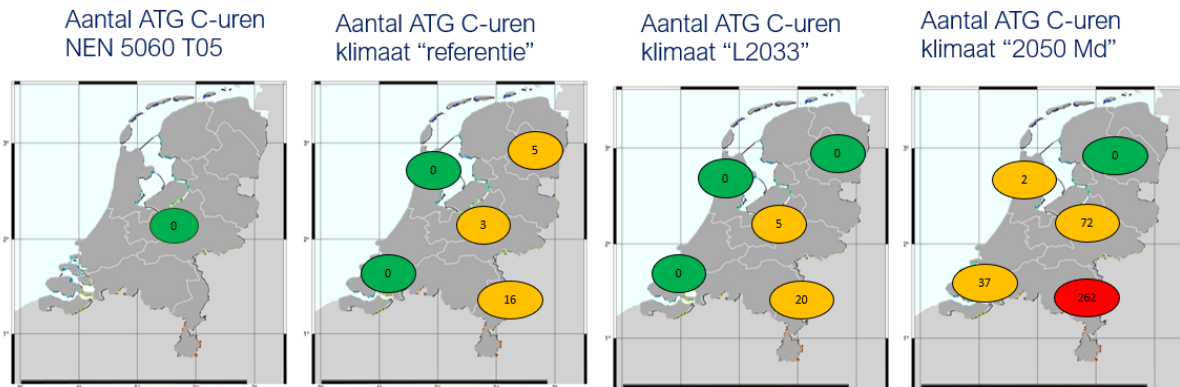 Aantal ATG C-uren
NEN 5060 T05
0
Aantal ATG C-uren
klimaat “referentie”
5
0
3
0
16
Aantal ATG C-uren
klimaat “L2033”
0
0
5
0
20
Aantal ATG C-uren
klimaat “2050 Md”
0
2
72
37
262